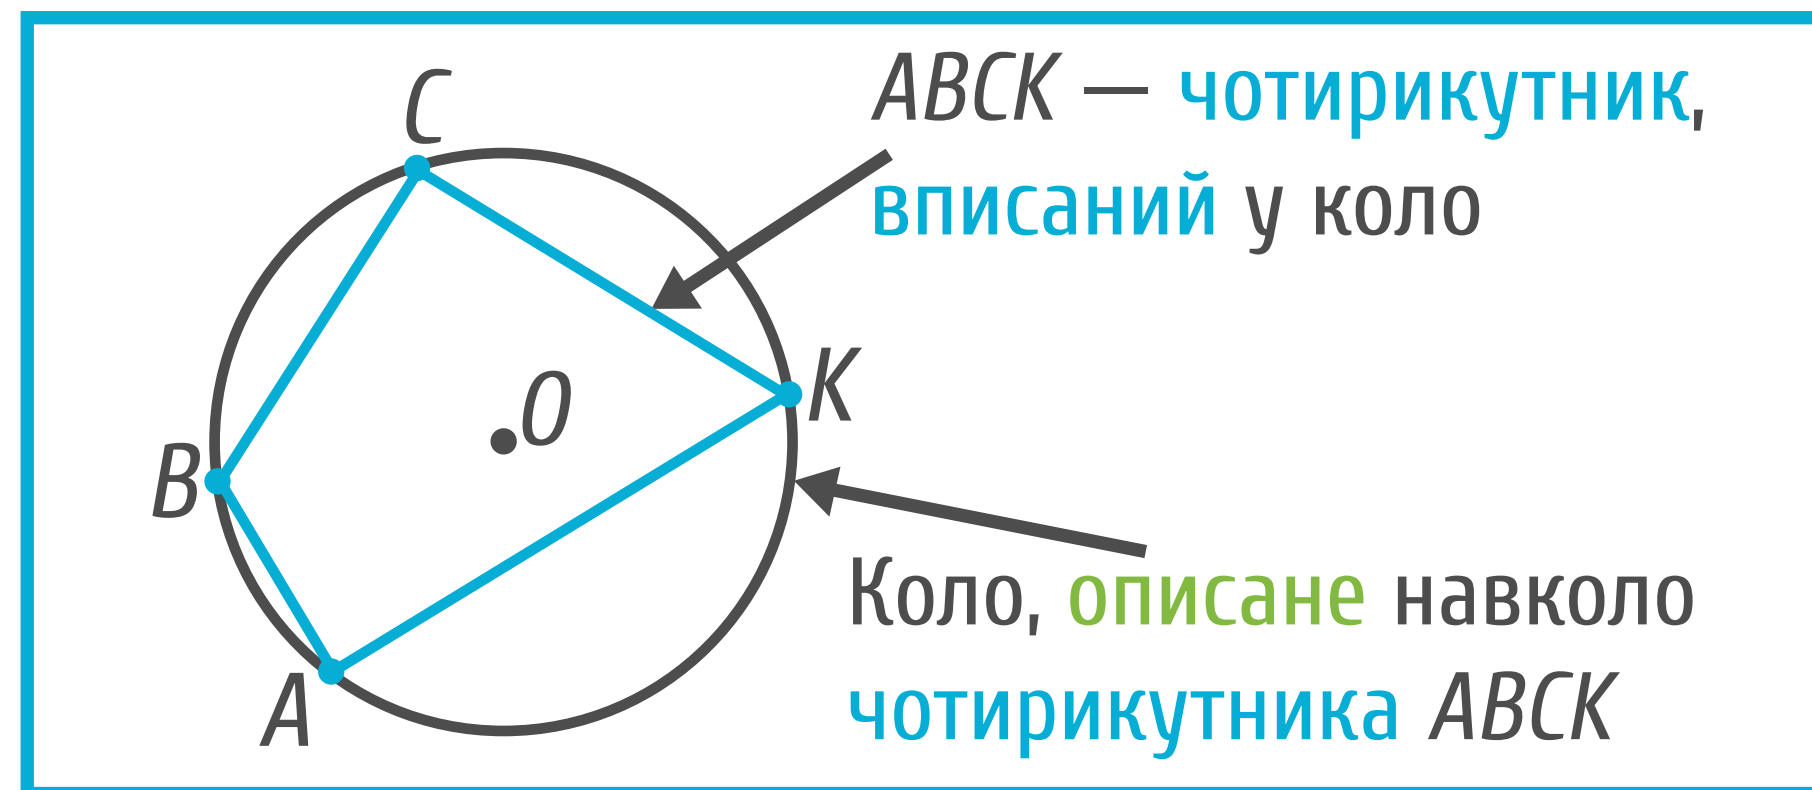 C
ABCK — чотирикутник,
вписаний у коло
K
O
B
Коло, описане навколо
A
чотирикутника ABCK